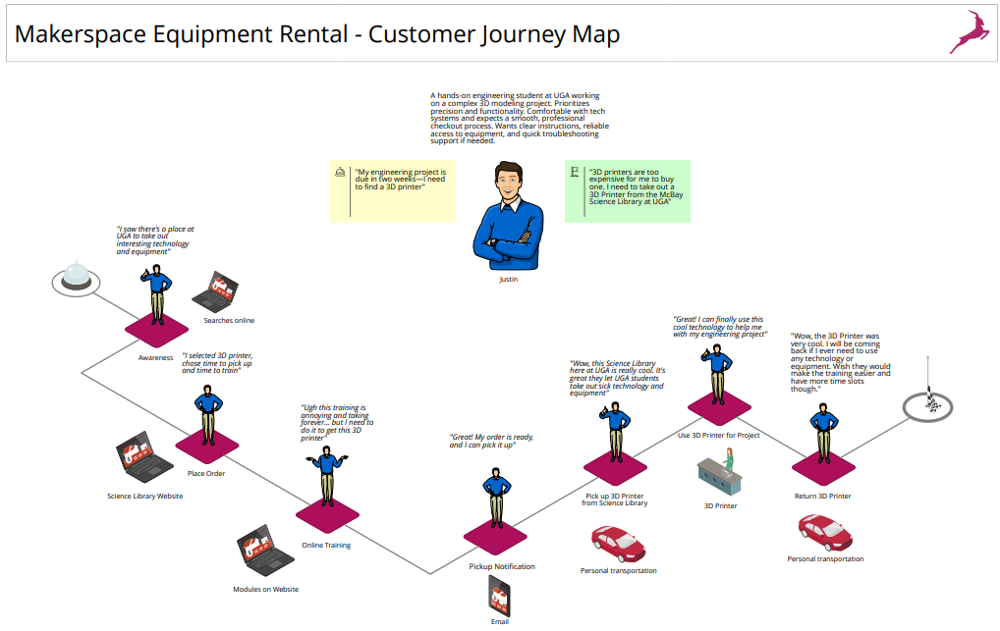 Makerspace Equipment Rental - Customer Journey Map
A hands-on engineering student at UGA working
on a complex 3D modeling project. Prioritizes
precision and functionality. Comfortable with tech
systems and expects a smooth, professional
checkout process. Wants clear instructions, reliable
access to equipment, and quick troubleshooting
support if needed.
"My engineering project is
due in two weeks—I need
to find a 3D printer"
"3D printers are too
expensive for me to buy
one. I need to take out a
3D Printer from the McBay
Science Library at UGA"
Justin
"I saw there's a place at
UGA to take out
interesting technology
and equipment"
Searches online
Awareness
"I selected 3D printer,
chose time to pick up
and time to train"
Place Order
Science Library Website
"Ugh this training is
annoying and taking
forever... but I need to
do it to get this 3D
printer"
Online Training
Modules on Website
"Great! My order is ready,
and I can pick it up"
Pickup Notification
Email
"Wow, this Science Library
here at UGA is really cool. It's
great they let UGA students
take out sick technology and
equipment"
Pick up 3D Printer
from Science Library
Personal transportation
"Great! I can finally use this
cool technology to help me
with my engineering project"
Use 3D Printer for Project
3D Printer
"Wow, the 3D Printer was
very cool. I will be coming
back if I ever need to use
any technology or
equipment. Wish they would
make the training easier and
have more time slots
though."
Return 3D Printer
Personal transportation